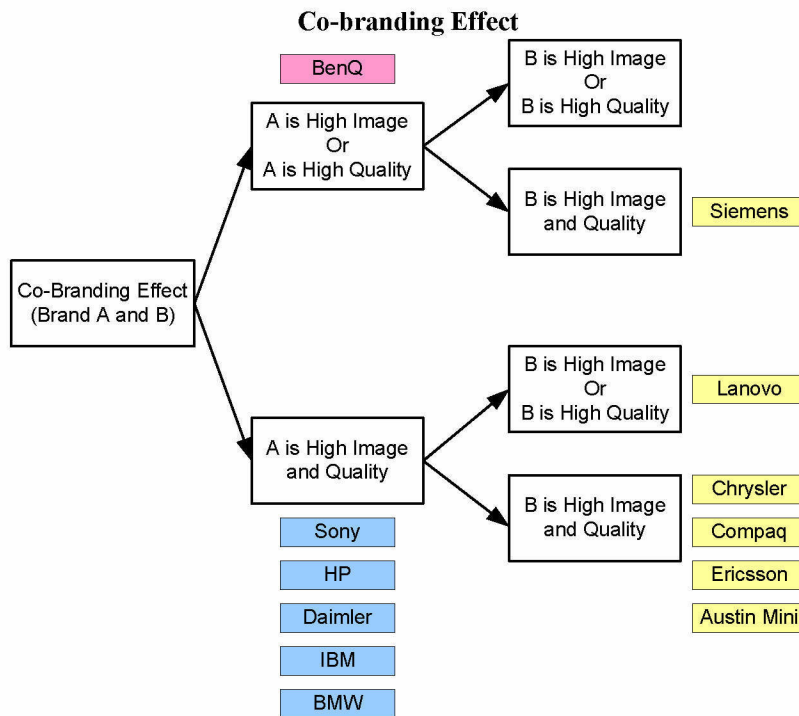 Co-branding Effect
BenQ
A is High Image
Or
A is High Quality
B is High Image
Or
B is High Quality
B is High Image
and Quality
Siemens
Co-Branding Effect
(Brand A and B)
A is High Image
and Quality
B is High Image
Or
B is High Quality
Lanovo
B is High Image
and Quality
Chrysler
Compaq
Ericsson
Austin Mini
Sony
HP
Daimler
IBM
BMW